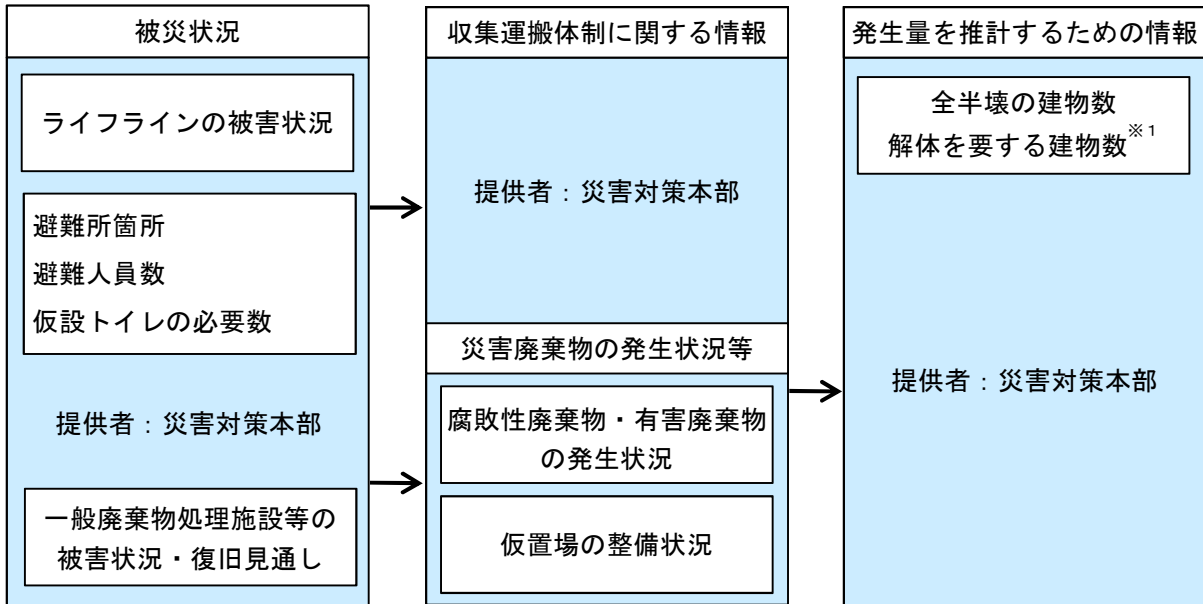 被災状況
ライフラインの被害状況
避難所箇所
避難人員数
仮設トイレの必要数
提供者：災害対策本部
一般廃棄物処理施設等の
被害状況・復旧見通し
収集運搬体制に関する情報
提供者：災害対策本部
災害廃棄物の発生状況等
腐敗性廃棄物・有害廃棄物
の発生状況
仮置場の整備状況
発生量を推計するための情報
全半壊の建物数
解体を要する建物数※１
提供者：災害対策本部